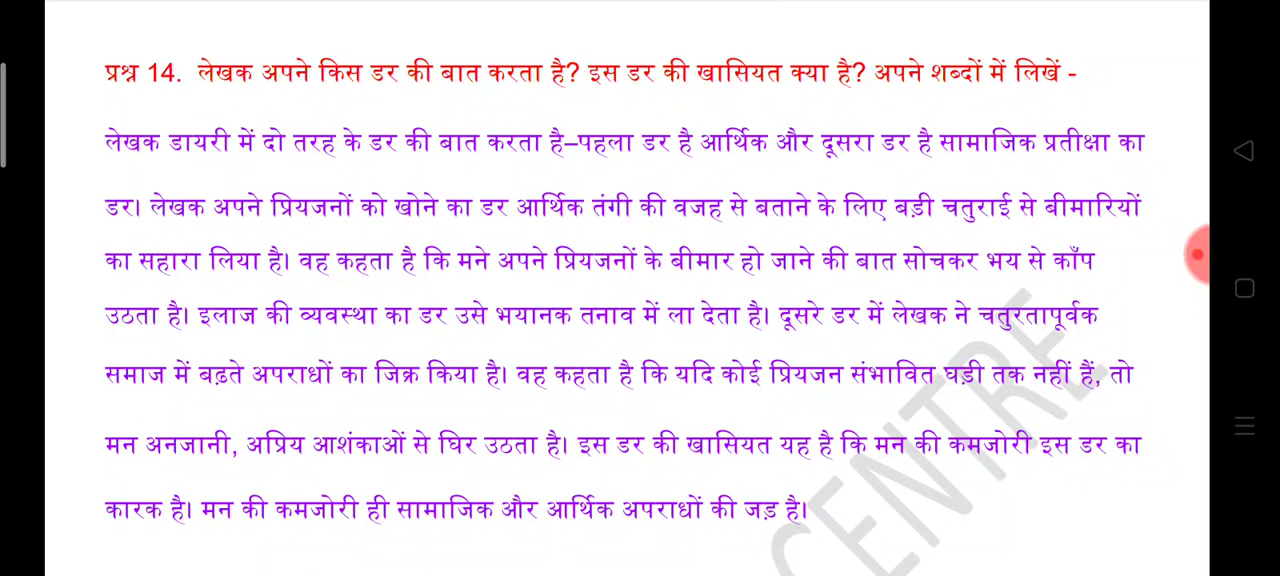 प्रश्न 14. लेखक अपने किस डर की बात करता है? इस डर की खासियत क्या है? अपने शब्दों में लिखें -
लेखक डायरी में दो तरह के डर की बात करता है–पहला डर है आर्थिक और दूसरा डर है सामाजिक प्रतीक्षा का
डर। लेखक अपने प्रियजनों को खोने का डर आर्थिक तंगी की वजह से बताने के लिए बड़ी चतुराई से बीमारियों
का सहारा लिया है। वह कहता है कि मने अपने प्रियजनों के बीमार हो जाने की बात सोचकर भय से काँप
उठता है। इलाज की व्यवस्था का डर उसे भयानक तनाव में ला देता है। दूसरे डर में लेखक ने चतुरतापूर्वक
समाज में बढ़ते अपराधों का जिक्र किया है। वह कहता है कि यदि कोई प्रियजन संभावित घड़ी तक नहीं हैं, तो
मन अनजानी, अप्रिय आशंकाओं से घिर उठता है। इस डर की खासियत यह है कि मन की कमजोरी इस डर का
कारक है। मन की कमजोरी ही सामाजिक और आर्थिक अपराधों की जड़ है।
CENTRE